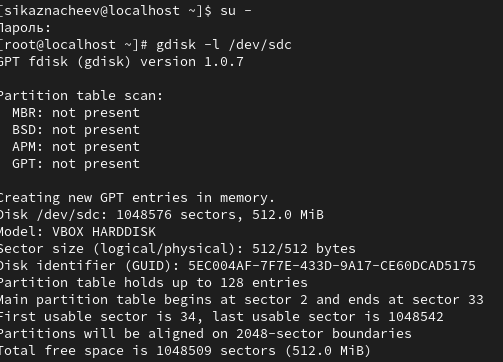 [sikaznacheev@localhost ~]$ su -
Пароль:
[root@localhost ~]# gdisk -l /dev/sdc
GPT fdisk (gdisk) version 1.0.7
Partition table scan:
MBR: not present
BSD: not present
APM: not present
GPT: not present
Creating new GPT entries in memory.
Disk /dev/sdc: 1048576 sectors, 512.0 MiB
Model: VBOX HARDDISK
Sector size (logical/physical): 512/512 bytes
Disk identifier (GUID): 5EC004AF-7F7E-433D-9A17-CE60DCAD5175
Partition table holds up to 128 entries
Main partition table begins at sector 2 and ends at sector 33
First usable sector is 34, last usable sector is 1048542
Partitions will be aligned on 2048-sector boundaries
Total free space is 1048509 sectors (512.0 MiB)